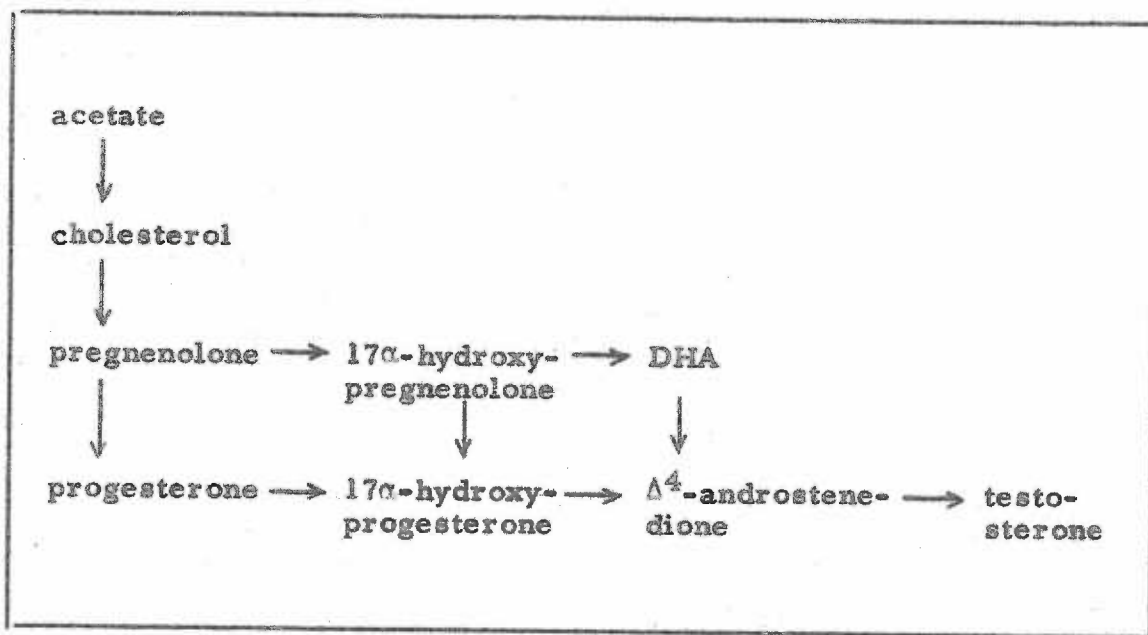 acetate
cholesterol
pregnenolone → 17α-hydroxy- → DHA
pregnenolone
progesterone → 17α-hydroxy- → Δ⁴-androstene- → testo-
progesterone dione sterone